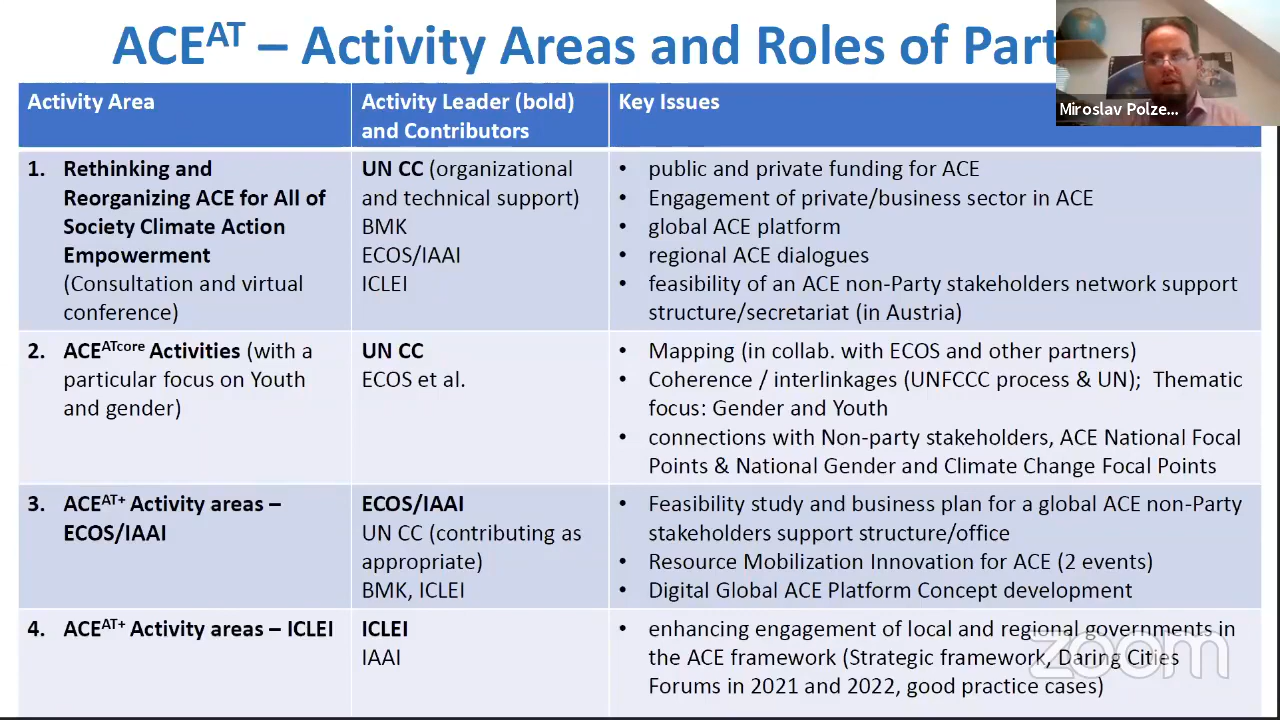 ACEAT – Activity Areas and Roles of Part
Miroslav Polze...
Activity Area
Activity Leader (bold)
and Contributors
Key Issues
1. Rethinking and
Reorganizing ACE for All of
Society Climate Action
Empowerment
(Consultation and virtual
conference)
UN CC (organizational
and technical support)
BMK
ECOS/IAAI
ICLEI
• public and private funding for ACE
• Engagement of private/business sector in ACE
• global ACE platform
• regional ACE dialogues
• feasibility of an ACE non-Party stakeholders network support
structure/secretariat (in Austria)
2. ACEATcore Activities (with a
particular focus on Youth
and gender)
UN CC
ECOS et al.
• Mapping (in collab. with ECOS and other partners)
• Coherence / interlinkages (UNFCCC process & UN); Thematic
focus: Gender and Youth
• connections with Non-party stakeholders, ACE National Focal
Points & National Gender and Climate Change Focal Points
3. ACEAT+ Activity areas –
ECOS/IAAI
ECOS/IAAI
UN CC (contributing as
appropriate)
BMK, ICLEI
• Feasibility study and business plan for a global ACE non-Party
stakeholders support structure/office
• Resource Mobilization Innovation for ACE (2 events)
• Digital Global ACE Platform Concept development
4. ACEAT+ Activity areas – ICLEI
ICLEI
IAAI
• enhancing engagement of local and regional governments in
the ACE framework (Strategic framework, Daring Cities
Forums in 2021 and 2022, good practice cases)
zoom